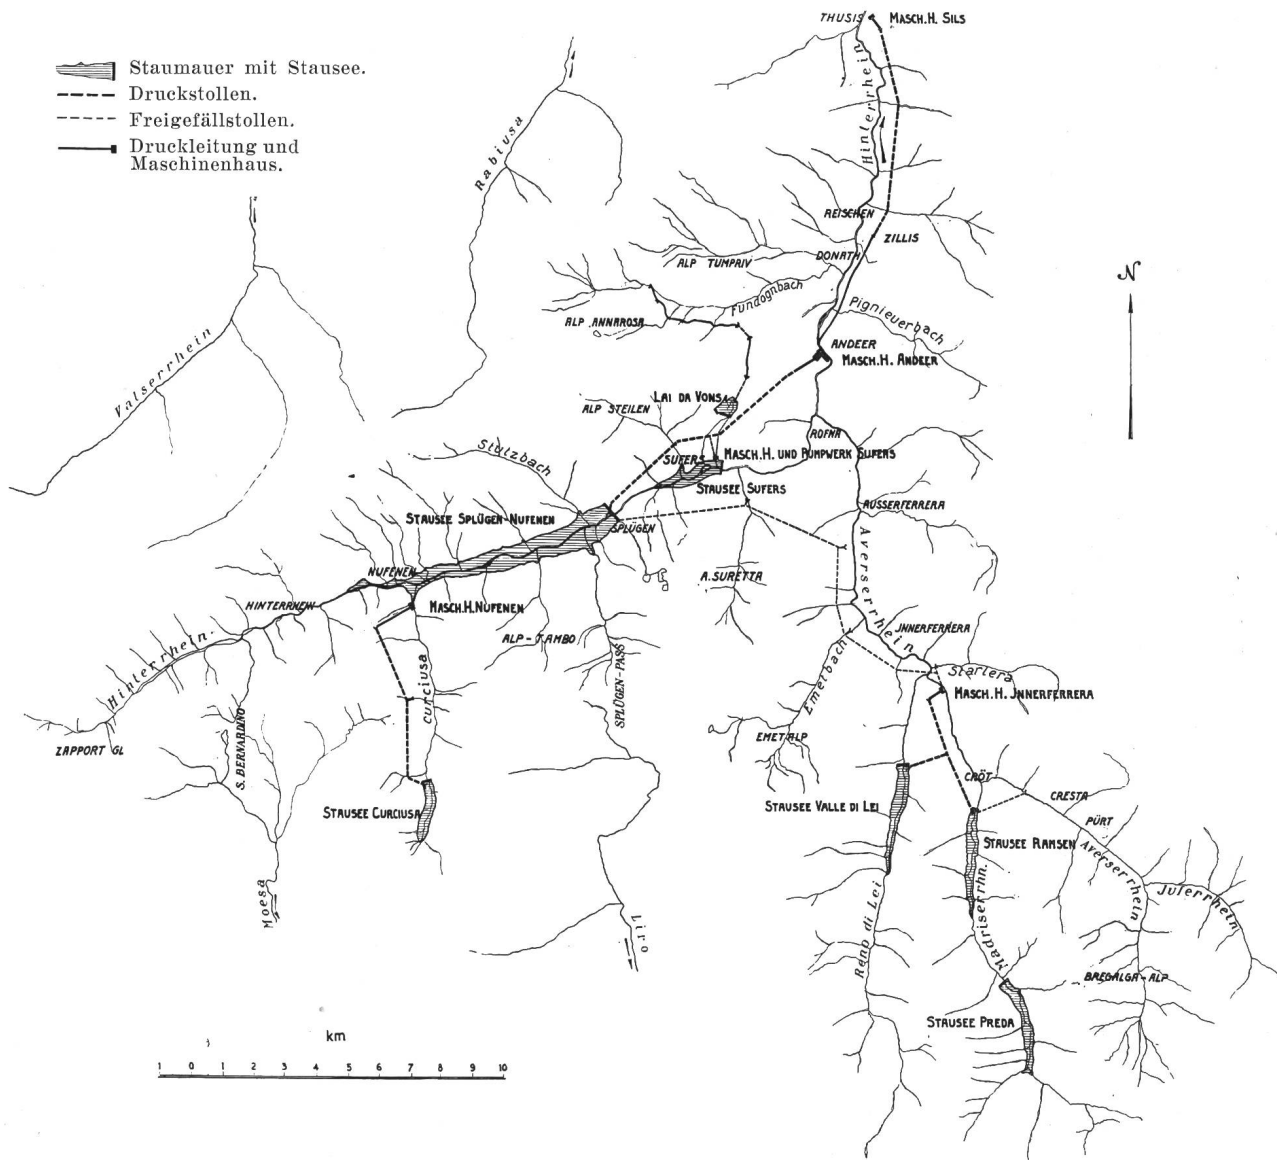 THUSIS
MASCH.H. SILS
Staumauer mit Stausee.
Druckstollen.
Freigefällstollen.
Druckleitung und
Maschinenhaus.
Hinterrhein
Rabiusa
REISCHEN
ZILLIS
DONATH
ALP TUMPRIV
Fundognbach
Pignieuerbach
N
ALP ANNAROSA
Valserrhein
ANDEER
MASCH.H. ANDEER
LAI DA VONS
ALP STEILEN
ROFNA
Stutzbach
SUFERS
MASCH.H. UND PUMPWERK SUFERS
STAUSEE SUFERS
AUSSERFERRERA
STAUSEE SPLÜGEN-NUFENEN
SPLÜGEN
Averserrhein
NUFENEN
A. SURETTA
HINTERRHEIN
MASCH.H. NUFENEN
JNNERFERRERA
ALP-TAMBO
Hinterrhein.
Curciusa
SPLÜGEN-PASS
Emetbach
Starlera
MASCH.H. JNNERFERRERA
ZAPPORT GL
S. BERNARDINO
EMET ALP
CRÖT
CRESTA
STAUSEE CURCIUSA
STAUSEE VALLE DI LEI
PÜRT
STAUSEE RAMSEN
Averserrhein
Juferrhein
Moesa
Liro
Reno di Lei
Madriserrhn.
BREGALGA-ALP
STAUSEE PREDA
km
1 0 1 2 3 4 5 6 7 8 9 10